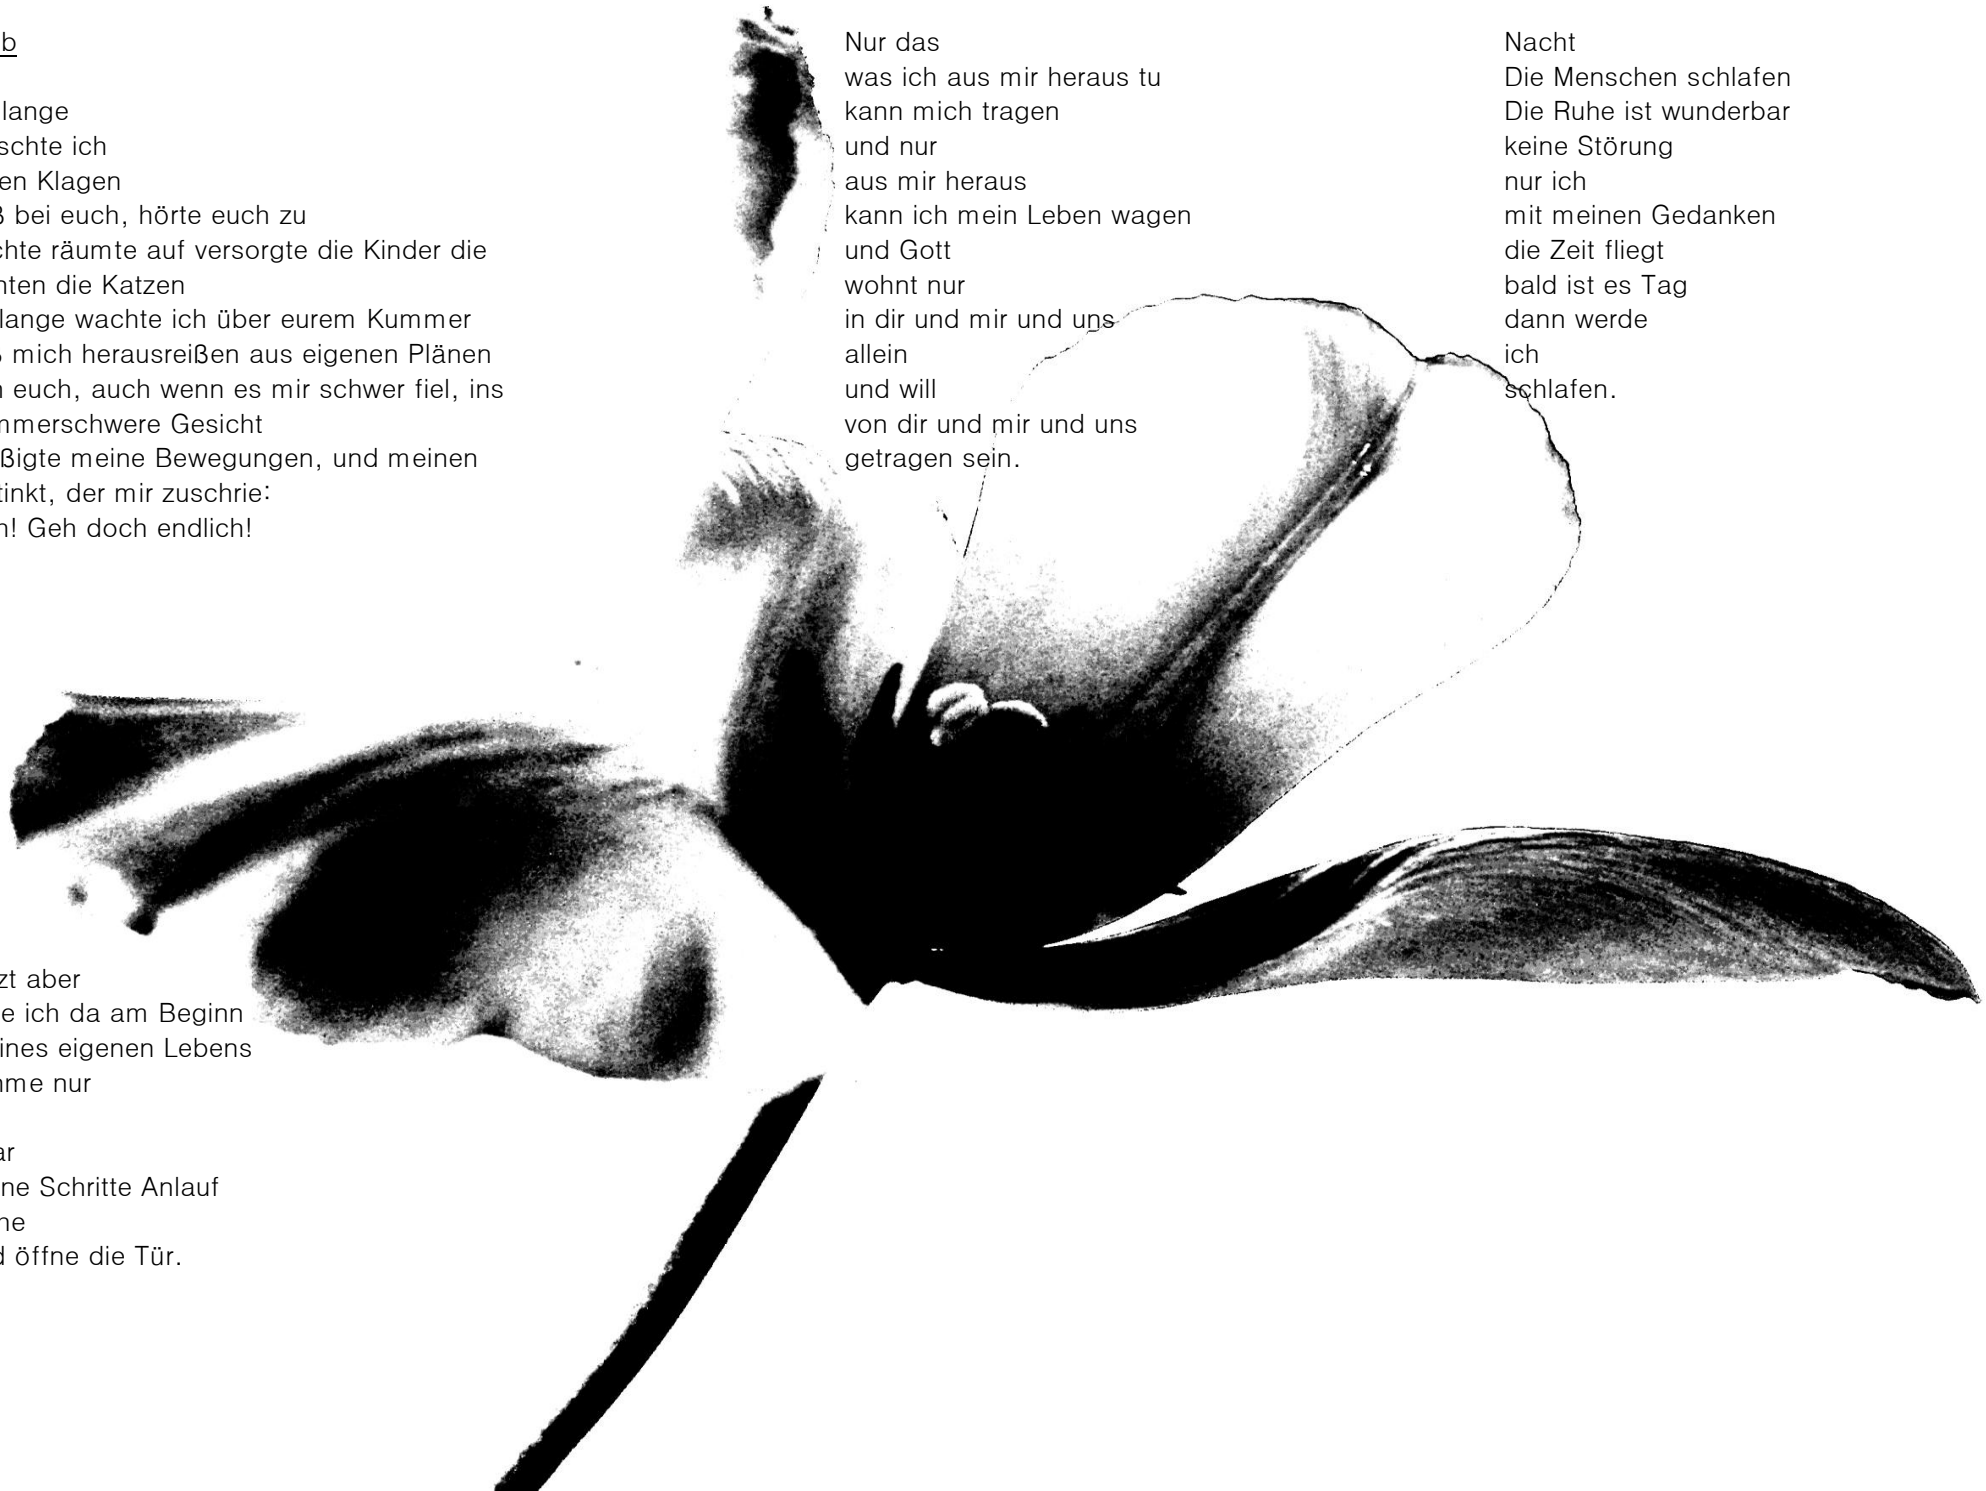 b
lange
schte ich
en Klagen
ß bei euch, hörte euch zu
chte räumte auf versorgte die Kinder die
nten die Katzen
lange wachte ich über eurem Kummer
ß mich herausreißen aus eigenen Plänen
h euch, auch wenn es mir schwer fiel, ins
mmerschwere Gesicht
ßigte meine Bewegungen, und meinen
tinkt, der mir zuschrie:
h! Geh doch endlich!
zt aber
e ich da am Beginn
ines eigenen Lebens
hme nur
ar
ine Schritte Anlauf
he
d öffne die Tür.
Nur das
was ich aus mir heraus tu
kann mich tragen
und nur
aus mir heraus
kann ich mein Leben wagen
und Gott
wohnt nur
in dir und mir und uns
allein
und will
von dir und mir und uns
getragen sein.
Nacht
Die Menschen schlafen
Die Ruhe ist wunderbar
keine Störung
nur ich
mit meinen Gedanken
die Zeit fliegt
bald ist es Tag
dann werde
ich
schlafen.